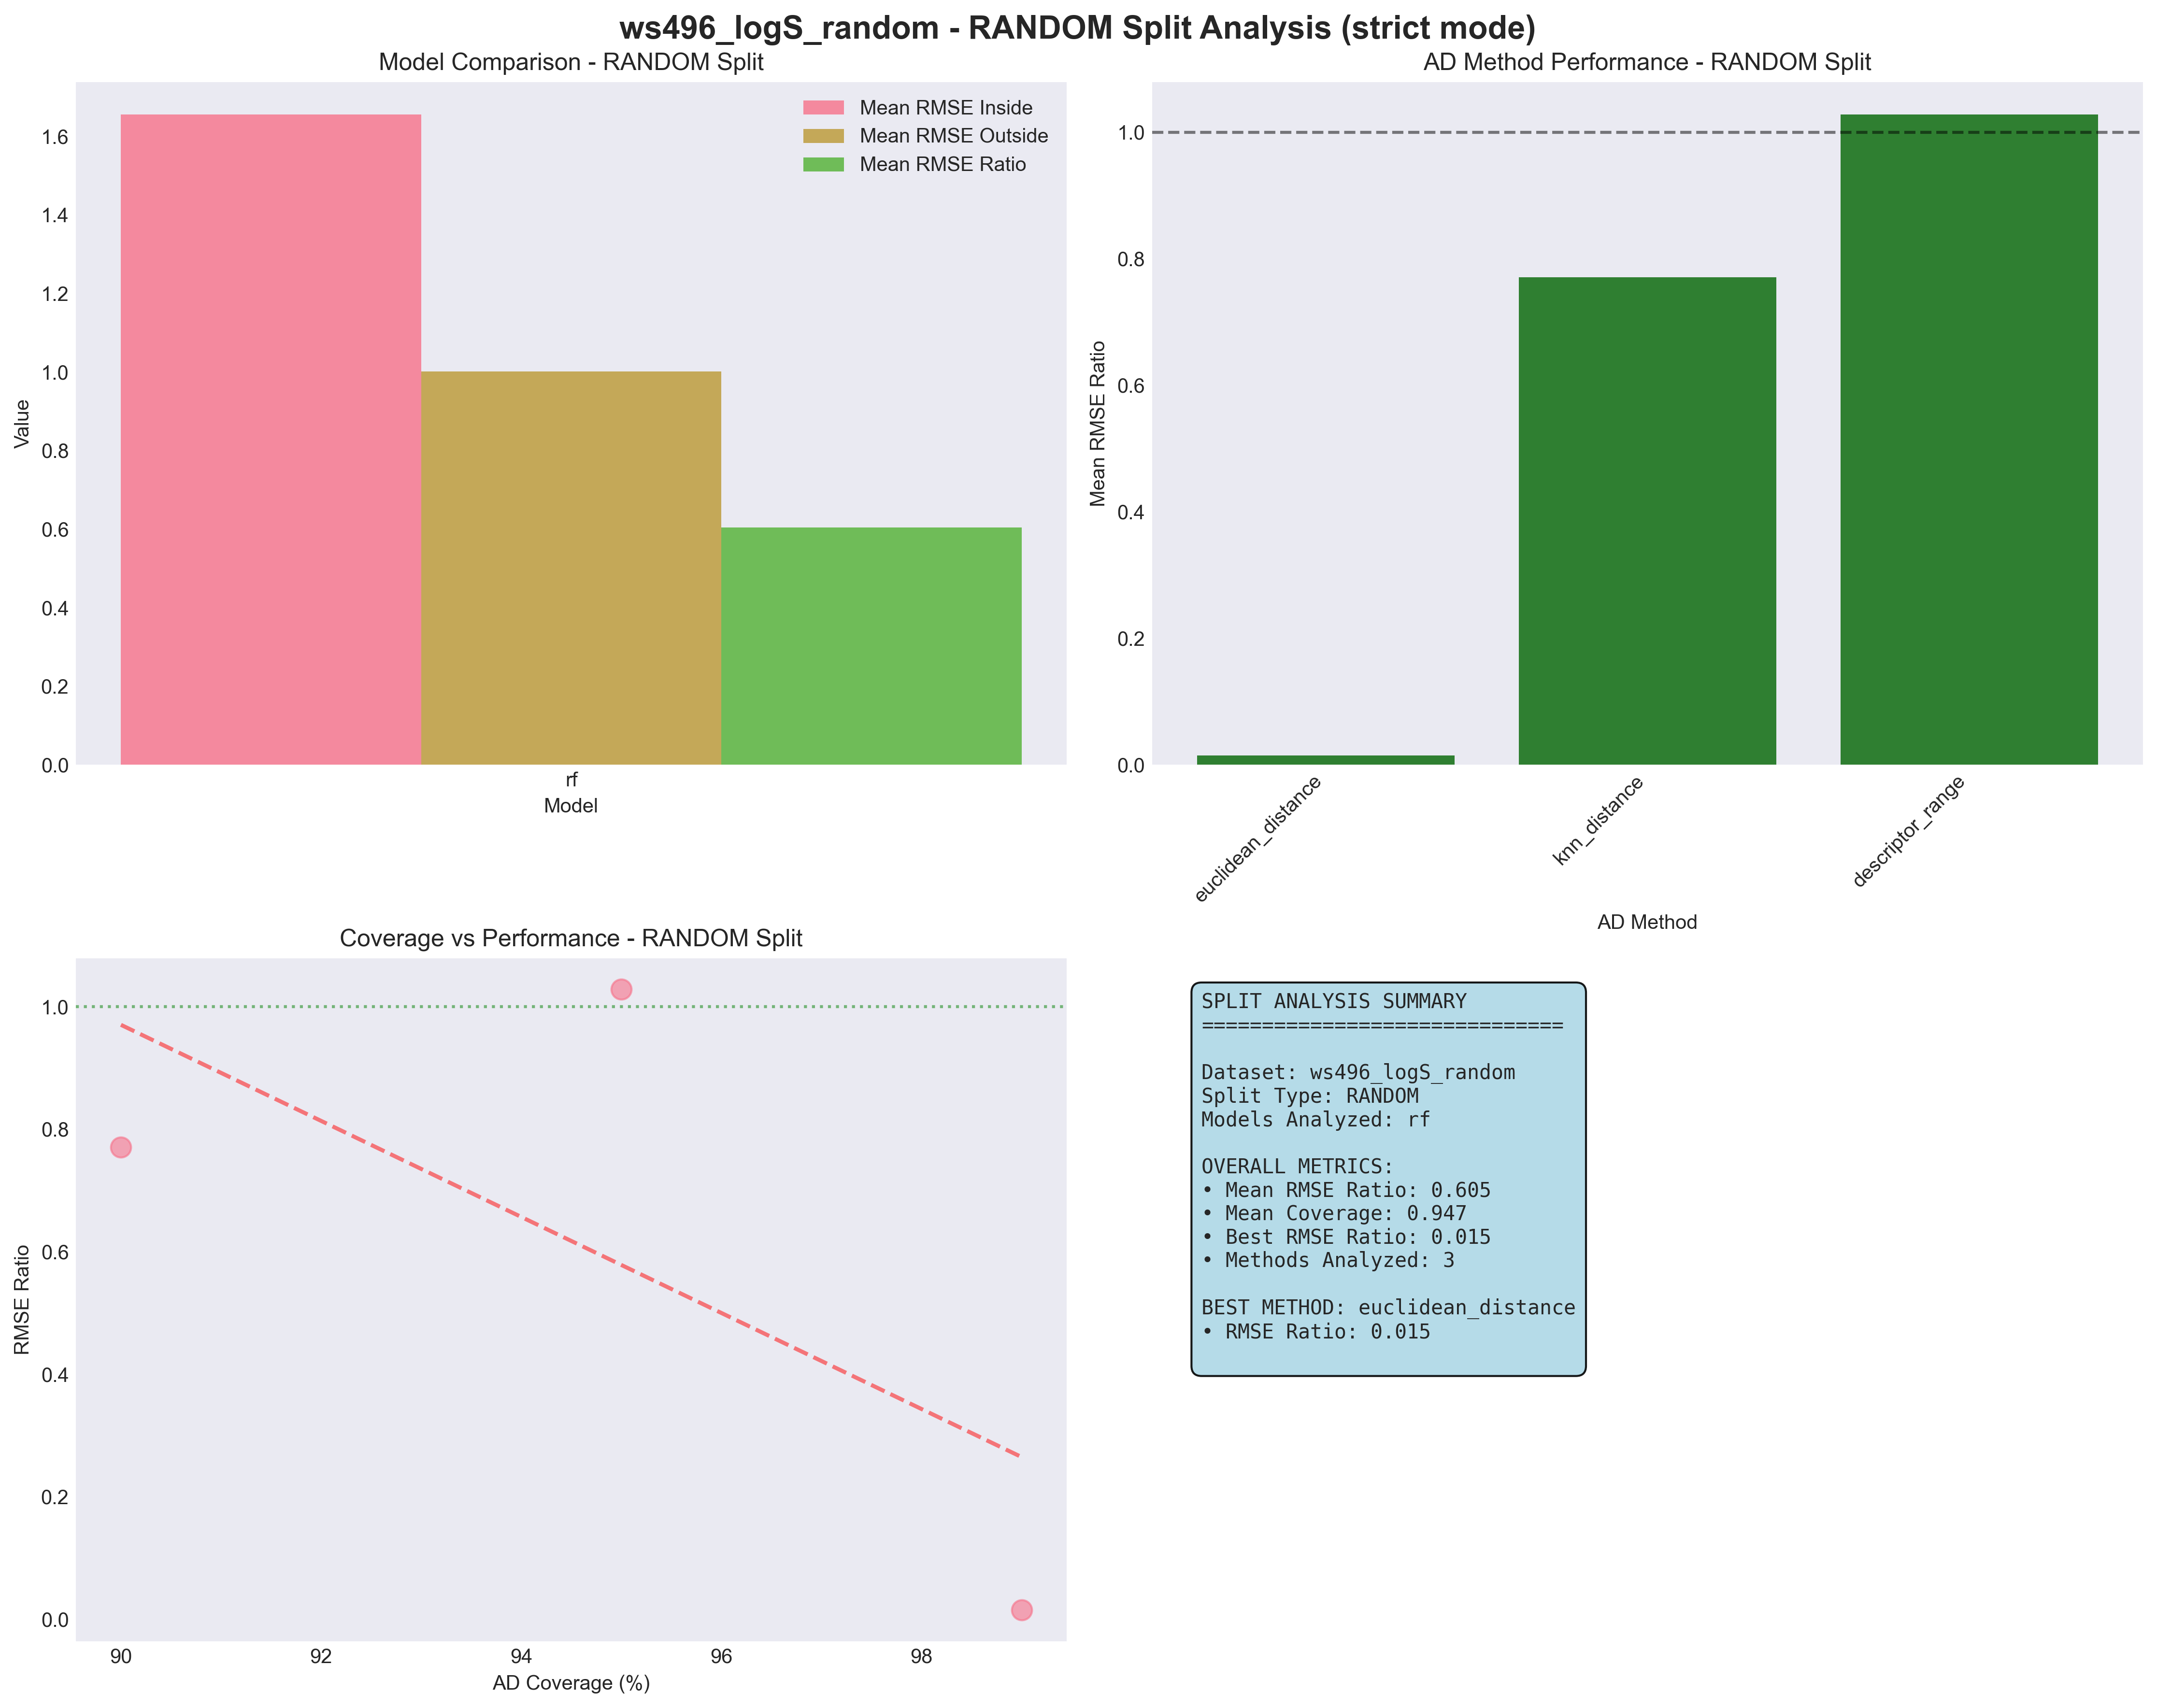 ws496_logS_random - RANDOM Split Analysis (strict mode)
Model Comparison - RANDOM Split
Mean RMSE Inside
Mean RMSE Outside
Mean RMSE Ratio
Value
1.6
1.4
1.2
1.0
0.8
0.6
0.4
0.2
0.0
rf
Model
AD Method Performance - RANDOM Split
Mean RMSE Ratio
1.0
0.8
0.6
0.4
0.2
0.0
euclidean_distance
knn_distance
descriptor_range
AD Method
Coverage vs Performance - RANDOM Split
RMSE Ratio
1.0
0.8
0.6
0.4
0.2
0.0
90
92
94
96
98
AD Coverage (%)
SPLIT ANALYSIS SUMMARY
==============================
Dataset: ws496_logS_random
Split Type: RANDOM
Models Analyzed: rf
OVERALL METRICS:
• Mean RMSE Ratio: 0.605
• Mean Coverage: 0.947
• Best RMSE Ratio: 0.015
• Methods Analyzed: 3
BEST METHOD: euclidean_distance
• RMSE Ratio: 0.015